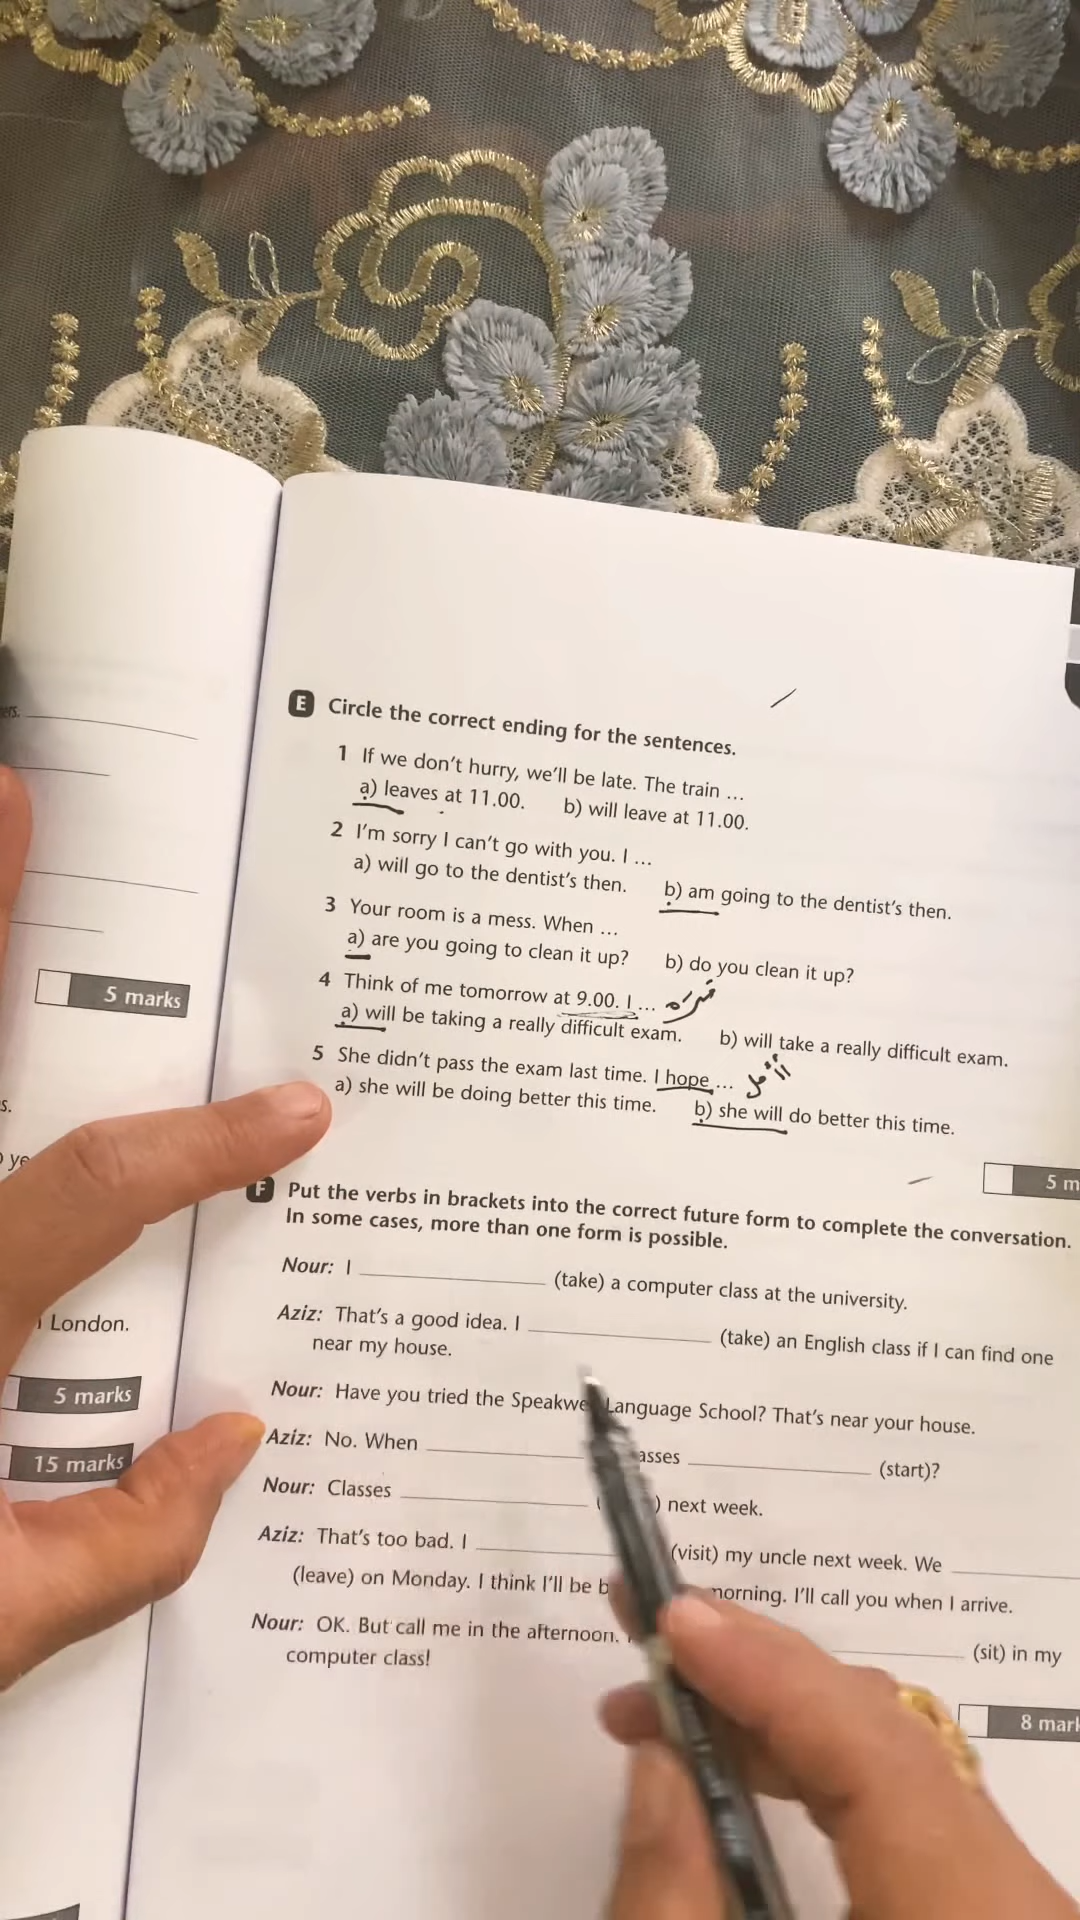 ers.
5 marks
s.
ye
London.
5 marks
15 marks
E Circle the correct ending for the sentences.
1 If we don't hurry, we'll be late. The train ...
a) leaves at 11.00. b) will leave at 11.00.
2 I'm sorry I can't go with you. I ...
a) will go to the dentist's then. b) am going to the dentist's then.
3 Your room is a mess. When ...
a) are you going to clean it up? b) do you clean it up?
4 Think of me tomorrow at 9.00. I ...
a) will be taking a really difficult exam. b) will take a really difficult exam.
5 She didn't pass the exam last time. I hope ...
a) she will be doing better this time. b) she will do better this time.
5 m
F Put the verbs in brackets into the correct future form to complete the conversation.
In some cases, more than one form is possible.
Nour: I (take) a computer class at the university.
Aziz: That's a good idea. I (take) an English class if I can find one
near my house.
Nour: Have you tried the Speakwe Language School? That's near your house.
Aziz: No. When asses (start)?
Nour: Classes ( ) next week.
Aziz: That's too bad. I (visit) my uncle next week. We
(leave) on Monday. I think I'll be b morning. I'll call you when I arrive.
Nour: OK. But call me in the afternoon. (sit) in my
computer class!
8 mark